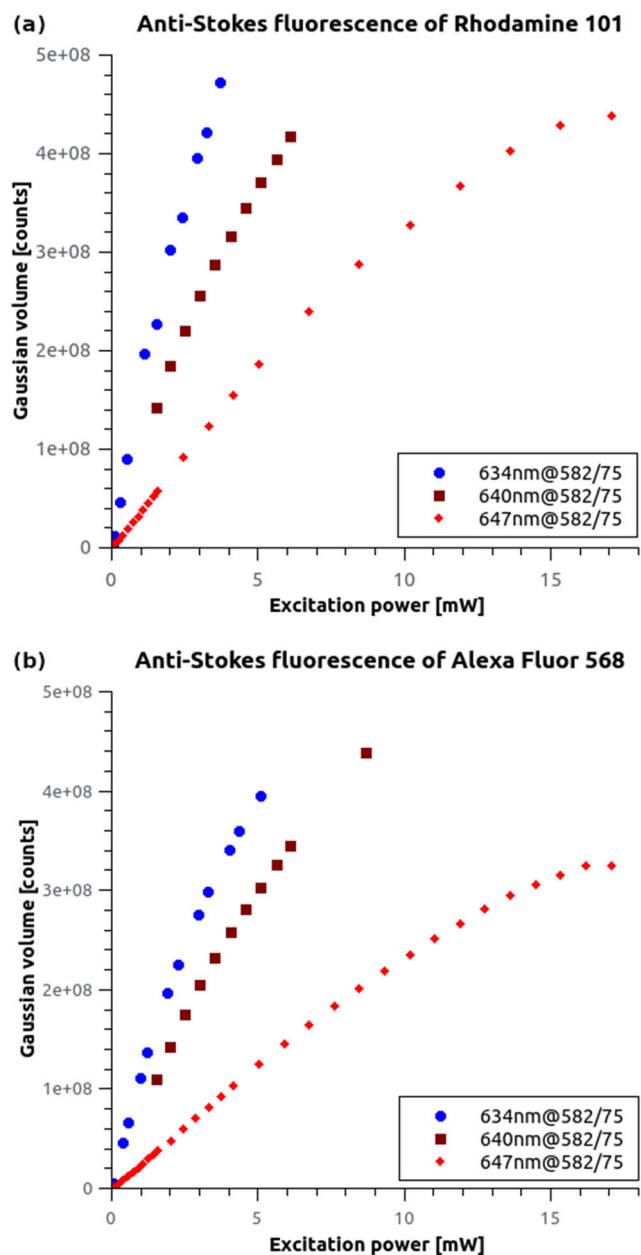 (a) Anti-Stokes fluorescence of Rhodamine 101
5e+08
4e+08
3e+08
2e+08
1e+08
0
Gaussian volume [counts]
634nm@582/75
640nm@582/75
647nm@582/75
0 5 10 15
Excitation power [mW]
(b) Anti-Stokes fluorescence of Alexa Fluor 568
5e+08
4e+08
3e+08
2e+08
1e+08
0
Gaussian volume [counts]
634nm@582/75
640nm@582/75
647nm@582/75
0 5 10 15
Excitation power [mW]